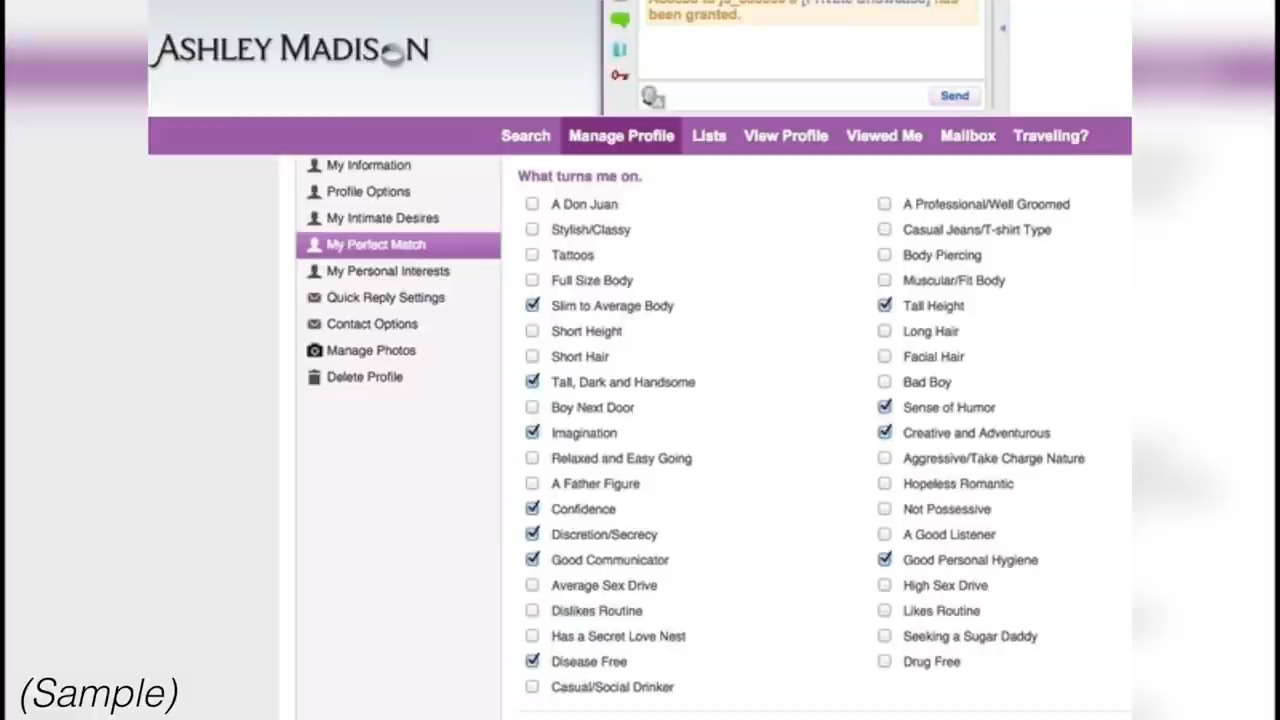 been granted.
ASHLEY MADISON
Send
Search Manage Profile Lists View Profile Viewed Me Mailbox Traveling?
My Information
Profile Options
My Intimate Desires
My Perfect Match
My Personal Interests
Quick Reply Settings
Contact Options
Manage Photos
Delete Profile
What turns me on.
A Don Juan
Stylish/Classy
Tattoos
Full Size Body
Slim to Average Body
Short Height
Short Hair
Tall, Dark and Handsome
Boy Next Door
Imagination
Relaxed and Easy Going
A Father Figure
Confidence
Discretion/Secrecy
Good Communicator
Average Sex Drive
Dislikes Routine
Has a Secret Love Nest
Disease Free
Casual/Social Drinker
A Professional/Well Groomed
Casual Jeans/T-shirt Type
Body Piercing
Muscular/Fit Body
Tall Height
Long Hair
Facial Hair
Bad Boy
Sense of Humor
Creative and Adventurous
Aggressive/Take Charge Nature
Hopeless Romantic
Not Possessive
A Good Listener
Good Personal Hygiene
High Sex Drive
Likes Routine
Seeking a Sugar Daddy
Drug Free
(Sample)